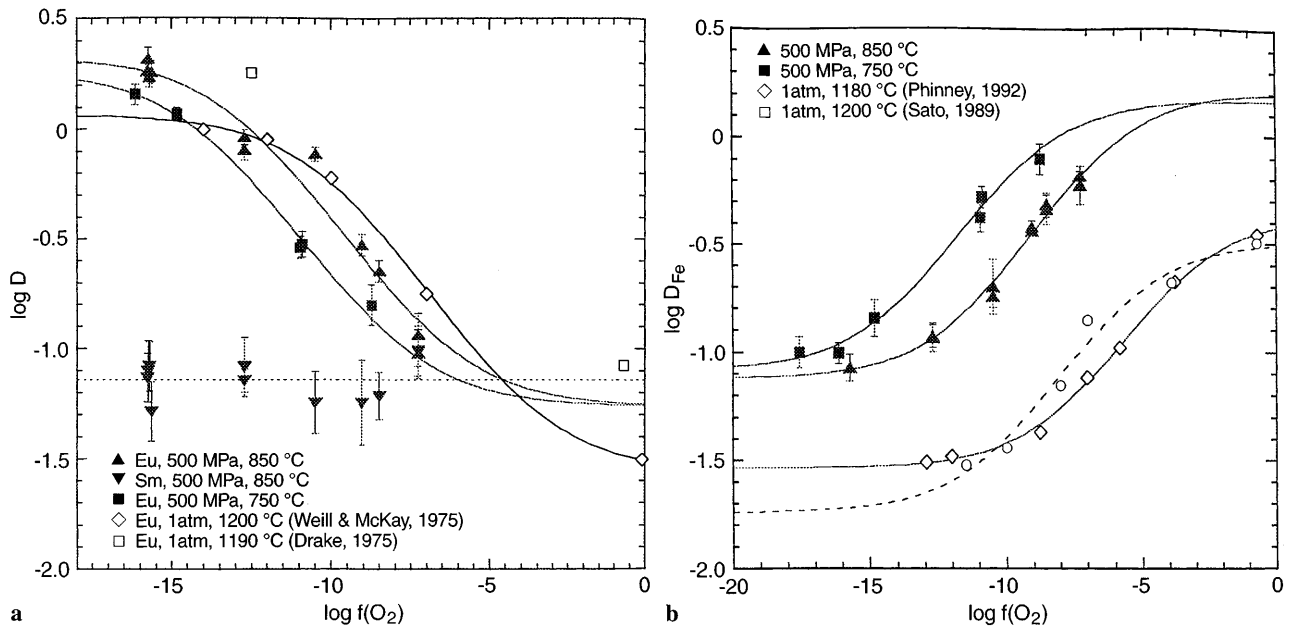 0.5
0
-0.5
-1.0
-1.5
-2.0
log D
-15
-10
-5
0
log f(O2)
▲ Eu, 500 MPa, 850 °C
▼ Sm, 500 MPa, 850 °C
■ Eu, 500 MPa, 750 °C
◇ Eu, 1atm, 1200 °C (Weill & McKay, 1975)
□ Eu, 1atm, 1190 °C (Drake, 1975)
a
0.5
0
-0.5
-1.0
-1.5
-2.0
log DFe
-20
-15
-10
-5
0
log f(O2)
▲ 500 MPa, 850 °C
■ 500 MPa, 750 °C
◇ 1atm, 1180 °C (Phinney, 1992)
□ 1atm, 1200 °C (Sato, 1989)
b